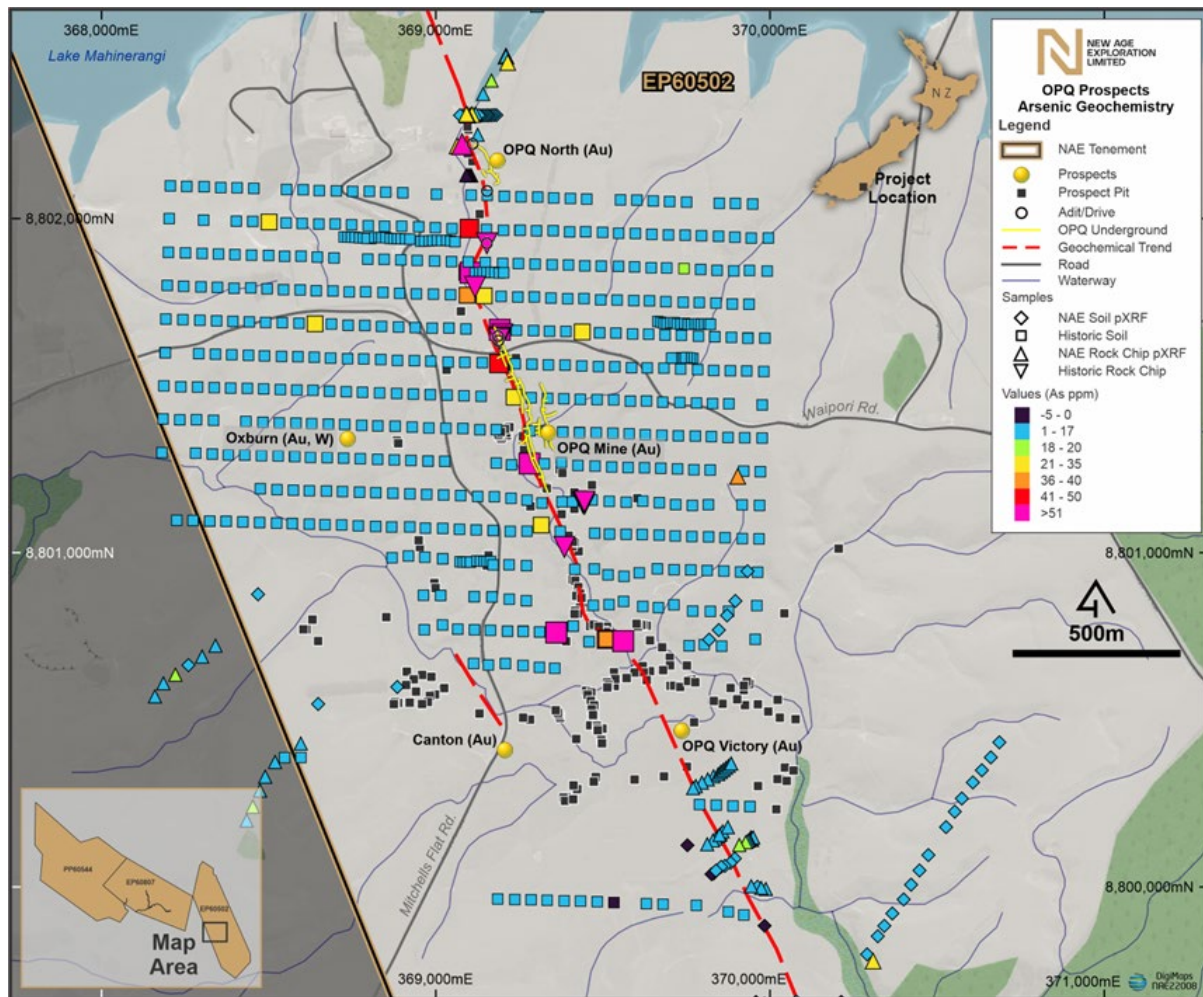 368,000mE
369,000mE
370,000mE
Lake Mahinerangi
EP60502
N Z
Project
Location
NEW AGE
EXPLORATION
LIMITED
OPQ Prospects
Arsenic Geochemistry
Legend
NAE Tenement
Prospects
Prospect Pit
Adit/Drive
OPQ Underground
Geochemical Trend
Road
Waterway
Samples
NAE Soil pXRF
Historic Soil
NAE Rock Chip pXRF
Historic Rock Chip
Values (As ppm)
-5 - 0
1 - 17
18 - 20
21 - 35
36 - 40
41 - 50
>51
OPQ North (Au)
8,802,000mN
Waipori Rd.
Oxburn (Au, W)
OPQ Mine (Au)
8,801,000mN
8,801,000mN
500m
Canton (Au)
OPQ Victory (Au)
Mitchells Flat Rd.
PP60544
EP60807
EP60502
Map
Area
8,800,000mN
369,000mE
370,000mE
371,000mE
DigiMaps
NAE22008